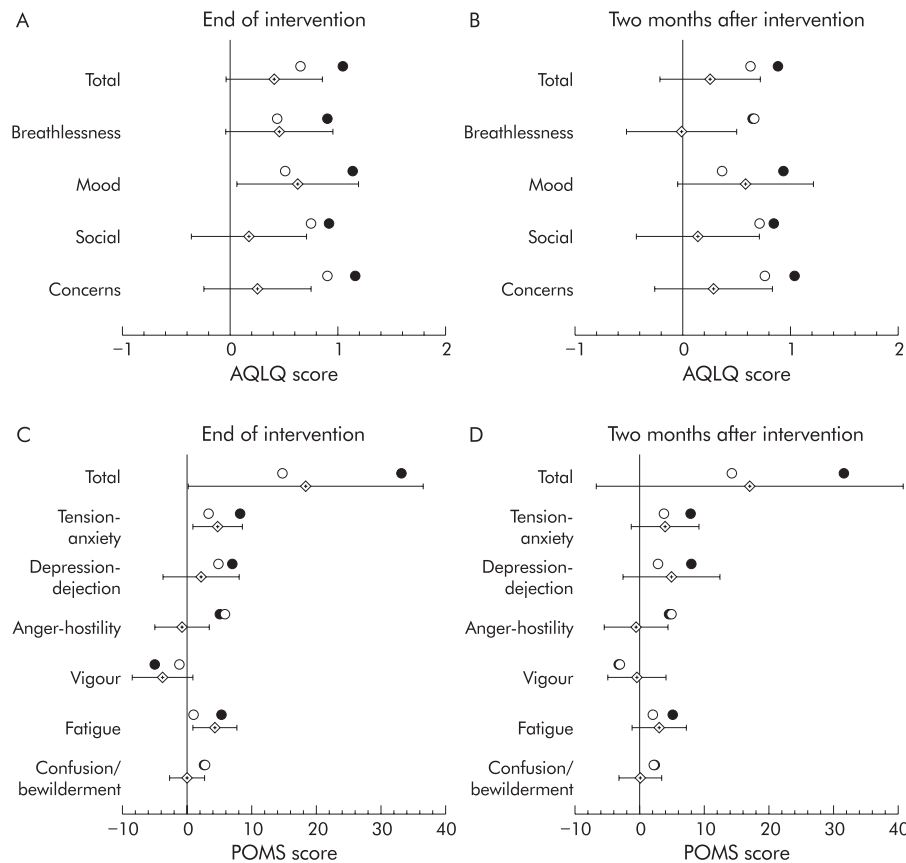 A
End of intervention
Total
Breathlessness
Mood
Social
Concerns
−1
0
1
2
AQLQ score
B
Two months after intervention
Total
Breathlessness
Mood
Social
Concerns
−1
0
1
2
AQLQ score
C
End of intervention
Total
Tension-
anxiety
Depression-
dejection
Anger-hostility
Vigour
Fatigue
Confusion/
bewilderment
−10
0
10
20
30
40
POMS score
D
Two months after intervention
Total
Tension-
anxiety
Depression-
dejection
Anger-hostility
Vigour
Fatigue
Confusion/
bewilderment
−10
0
10
20
30
40
POMS score